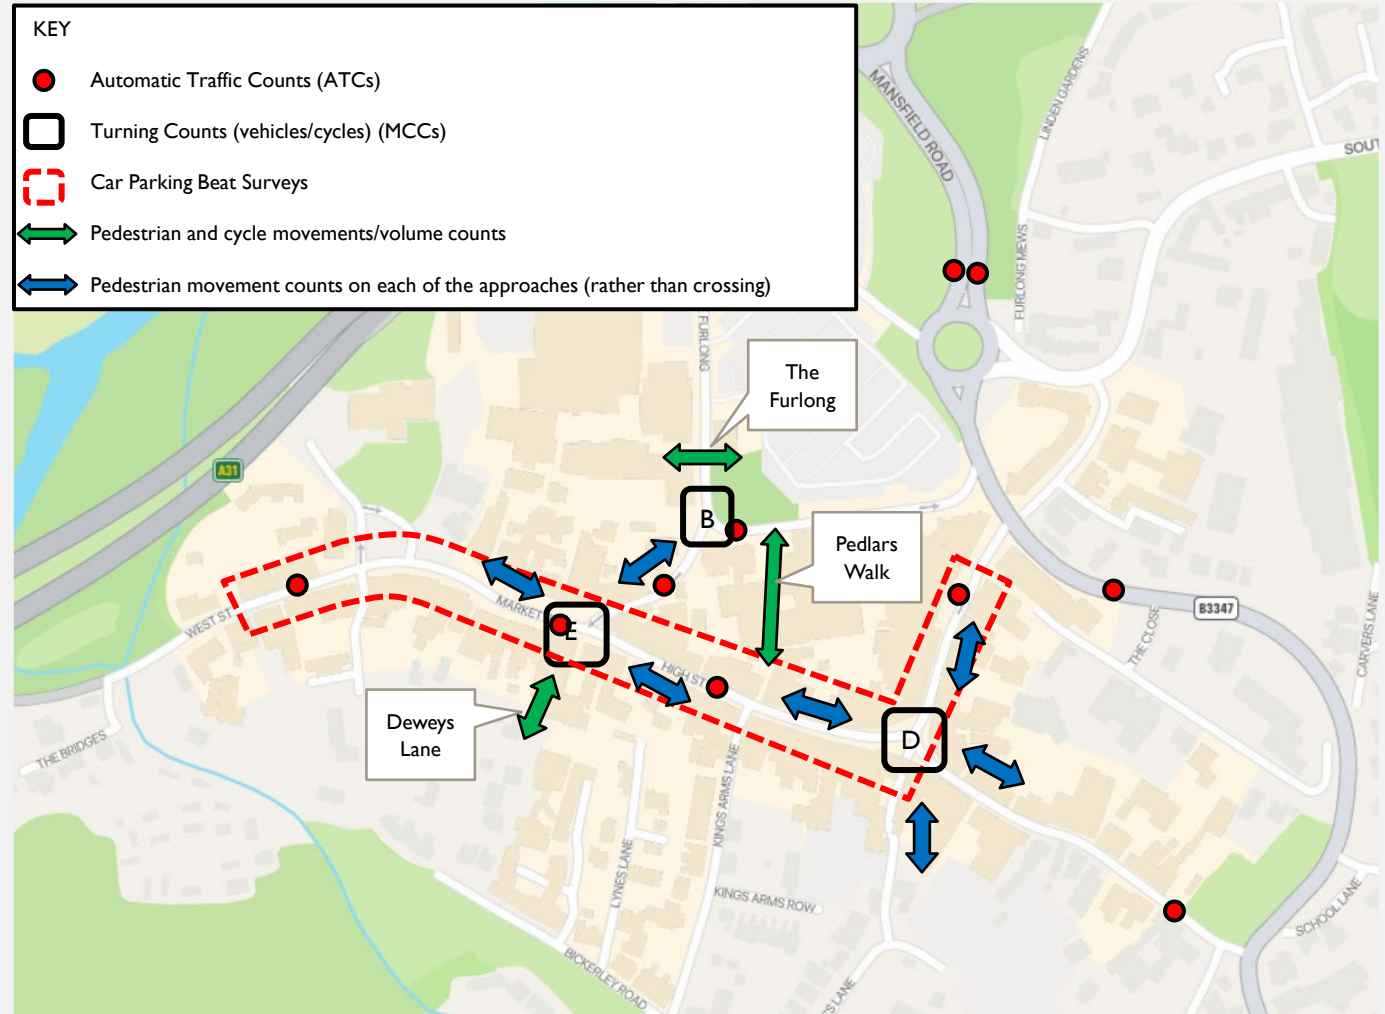 KEY
Automatic Traffic Counts (ATCs)
Turning Counts (vehicles/cycles) (MCCs)
Car Parking Beat Surveys
Pedestrian and cycle movements/volume counts
Pedestrian movement counts on each of the approaches (rather than crossing)
MANSFIELD ROAD
LINDEN GARDENS
SOUT
FURLONG MEWS
FURLONG
The
Furlong
A31
B
Pedlars
Walk
WEST ST
MARKET
E
HIGH ST
B3347
THE CLOSE
CARVERS LANE
Deweys
Lane
D
THE BRIDGES
KINGS ARMS LANE
LYNES LANE
KINGS ARMS ROW
SCHOOL LANE
BICKERLEY ROAD
S LANE